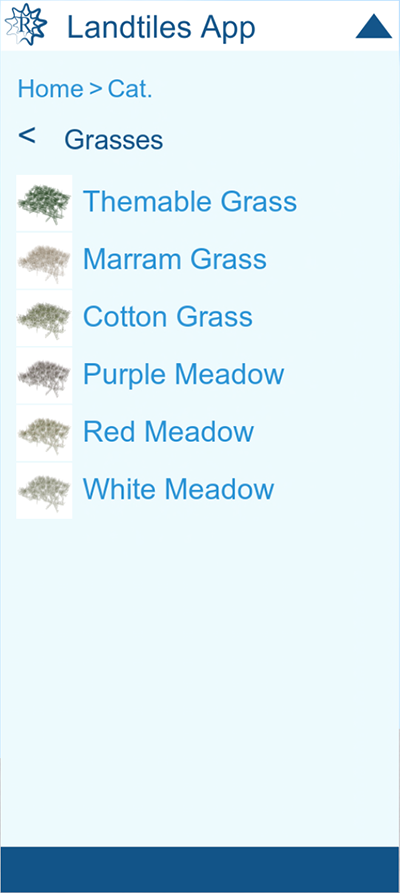 R
Landtiles App
Home > Cat.
< Grasses
Themable Grass
Marram Grass
Cotton Grass
Purple Meadow
Red Meadow
White Meadow